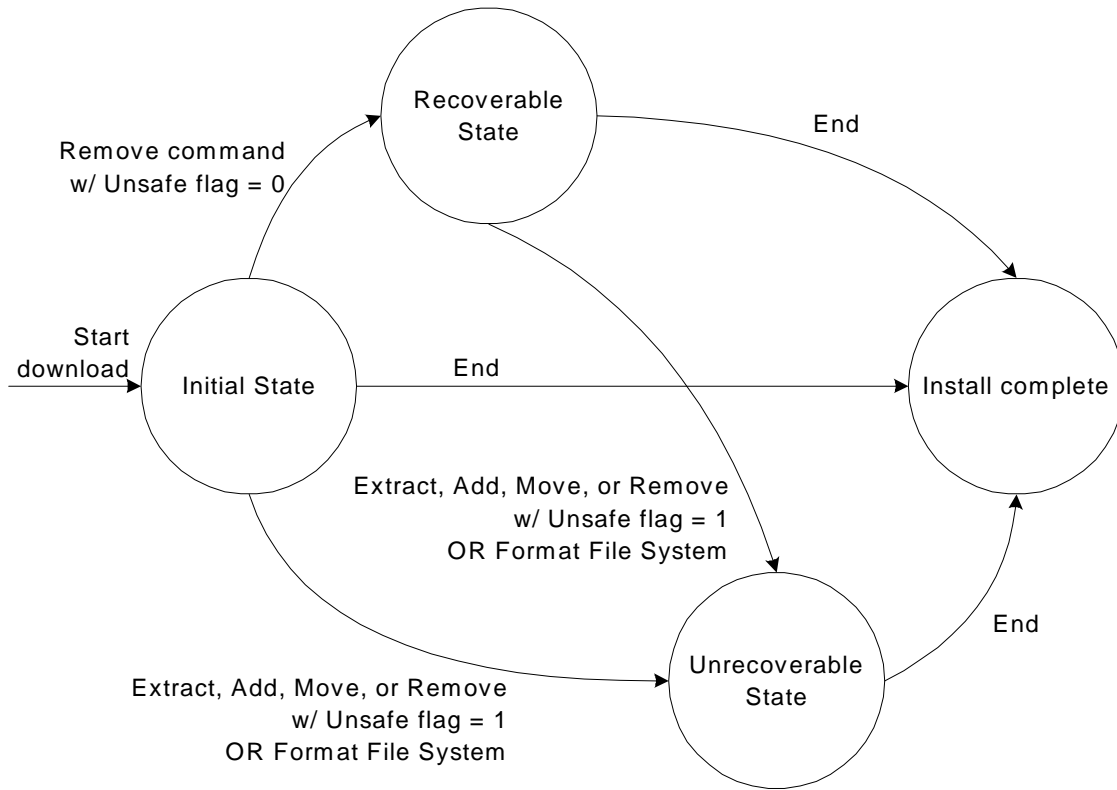 Recoverable
State
End
Remove command
w/ Unsafe flag = 0
Start
download
Initial State
End
Install complete
Extract, Add, Move, or Remove
w/ Unsafe flag = 1
OR Format File System
End
Unrecoverable
State
Extract, Add, Move, or Remove
w/ Unsafe flag = 1
OR Format File System